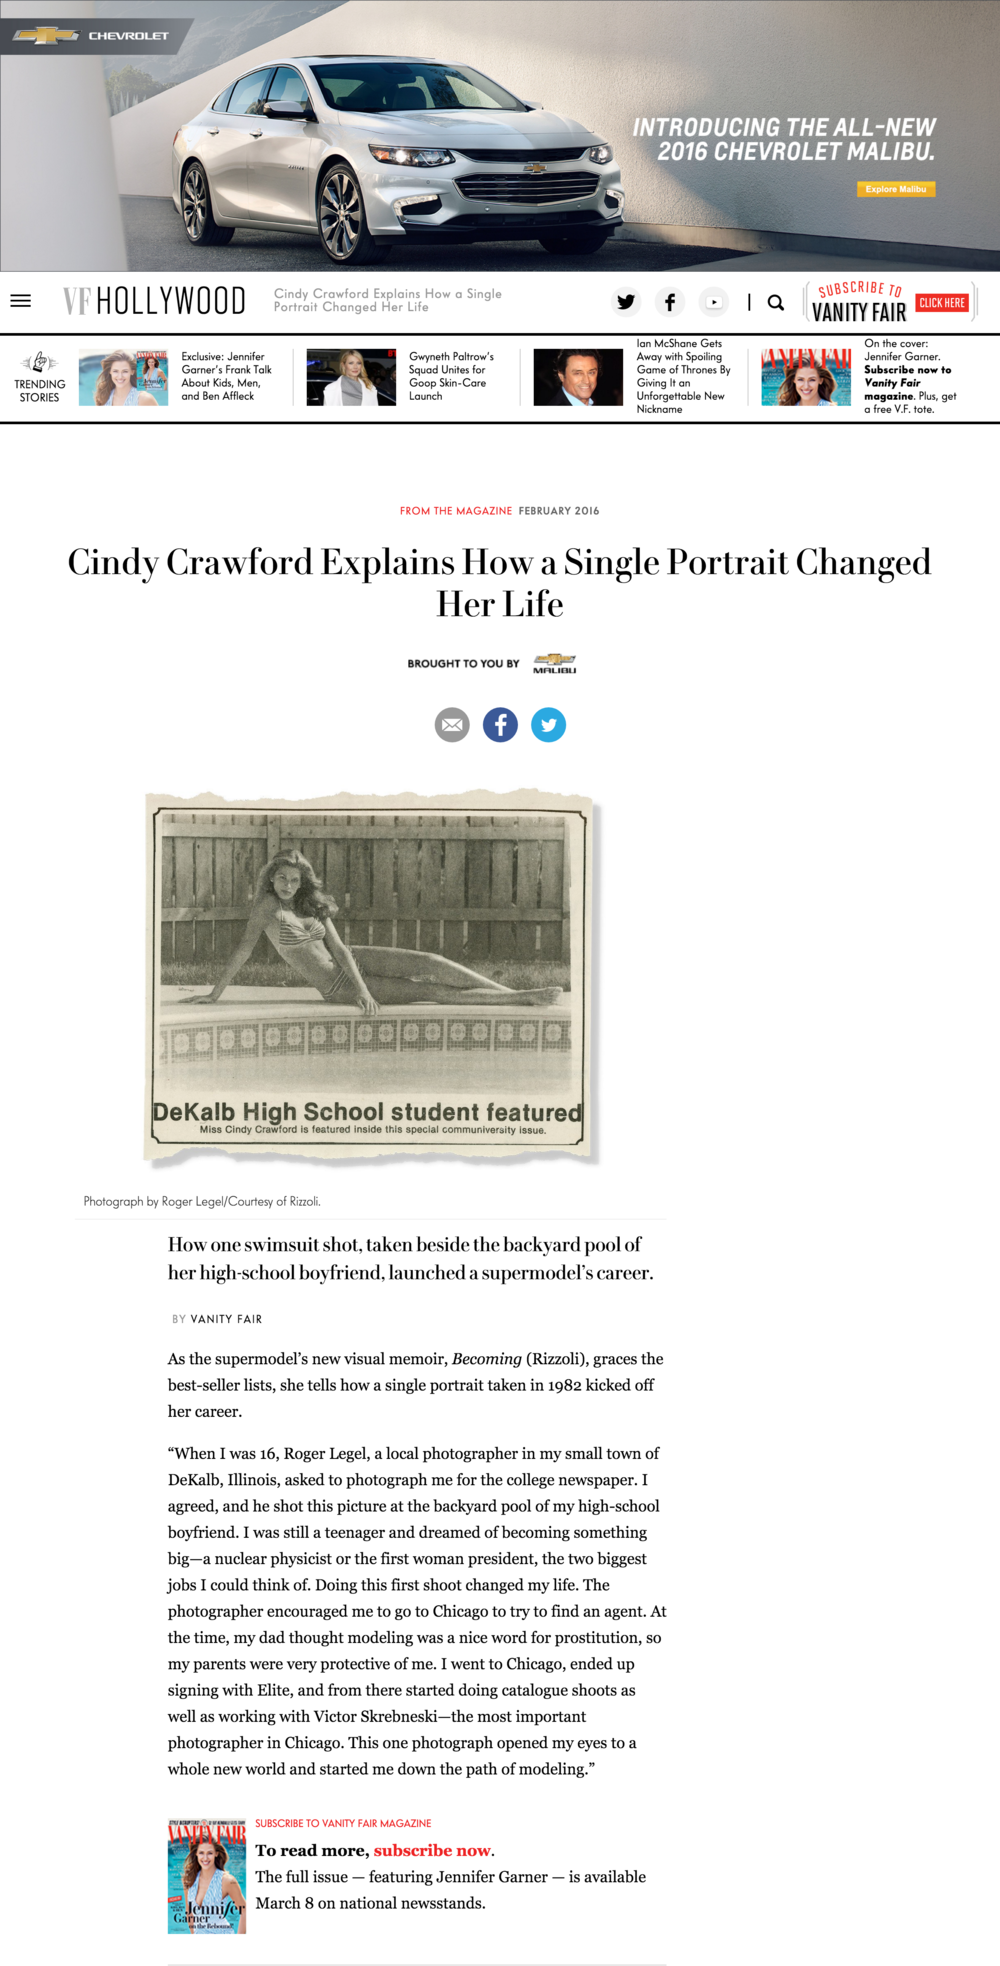 CHEVROLET
INTRODUCING THE ALL-NEW
2016 CHEVROLET MALIBU.
Explore Malibu
VF HOLLYWOOD
Cindy Crawford Explains How a Single
Portrait Changed Her Life
SUBSCRIBE TO
VANITY FAIR
CLICK HERE
TRENDING
STORIES
Exclusive: Jennifer
Garner's Frank Talk
About Kids, Men,
and Ben Affleck
Gwyneth Paltrow's
Squad Unites for
Goop Skin-Care
Launch
Ian McShane Gets
Away with Spoiling
Game of Thrones By
Giving It an
Unforgettable New
Nickname
VANITY FAIR
On the cover:
Jennifer Garner.
Subscribe now to
Vanity Fair
magazine. Plus, get
a free V.F. tote.
FROM THE MAGAZINE FEBRUARY 2016
Cindy Crawford Explains How a Single Portrait Changed
Her Life
BROUGHT TO YOU BY
MALIBU
DeKalb High School student featured
Miss Cindy Crawford is featured inside this special communiversity issue.
Photograph by Roger Legel/Courtesy of Rizzoli.
How one swimsuit shot, taken beside the backyard pool of
her high-school boyfriend, launched a supermodel's career.
BY VANITY FAIR
As the supermodel's new visual memoir, Becoming (Rizzoli), graces the
best-seller lists, she tells how a single portrait taken in 1982 kicked off
her career.
“When I was 16, Roger Legel, a local photographer in my small town of
DeKalb, Illinois, asked to photograph me for the college newspaper. I
agreed, and he shot this picture at the backyard pool of my high-school
boyfriend. I was still a teenager and dreamed of becoming something
big—a nuclear physicist or the first woman president, the two biggest
jobs I could think of. Doing this first shoot changed my life. The
photographer encouraged me to go to Chicago to try to find an agent. At
the time, my dad thought modeling was a nice word for prostitution, so
my parents were very protective of me. I went to Chicago, ended up
signing with Elite, and from there started doing catalogue shoots as
well as working with Victor Skrebneski—the most important
photographer in Chicago. This one photograph opened my eyes to a
whole new world and started me down the path of modeling.”
VANITY FAIR
Jennifer
Garner
on the Rebound!
SUBSCRIBE TO VANITY FAIR MAGAZINE
To read more, subscribe now.
The full issue — featuring Jennifer Garner — is available
March 8 on national newsstands.